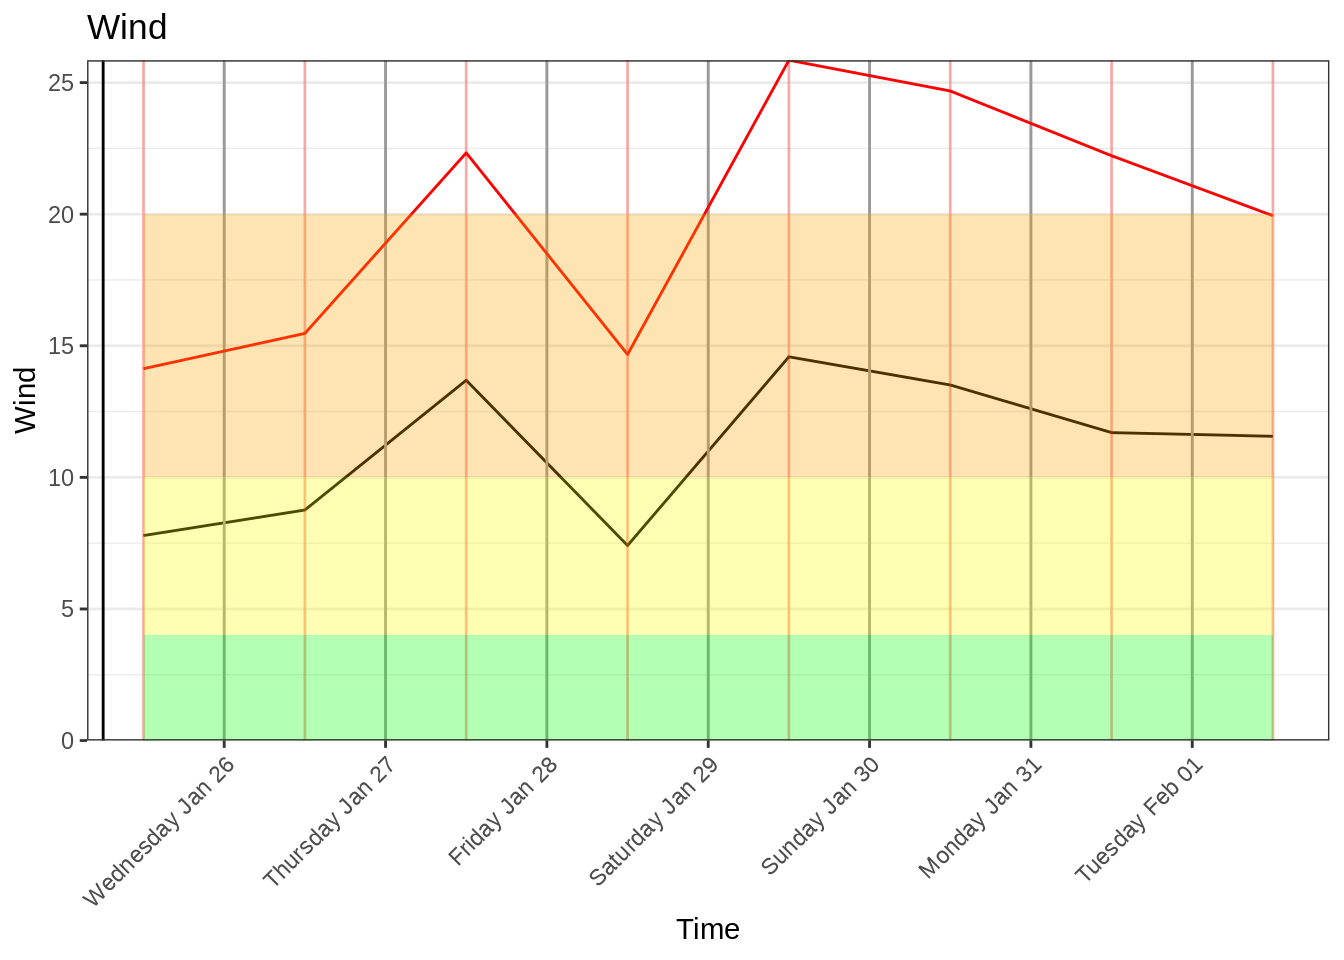 Wind
Wind
25
20
15
10
5
0
Wednesday Jan 26
Thursday Jan 27
Friday Jan 28
Saturday Jan 29
Sunday Jan 30
Monday Jan 31
Tuesday Feb 01
Time